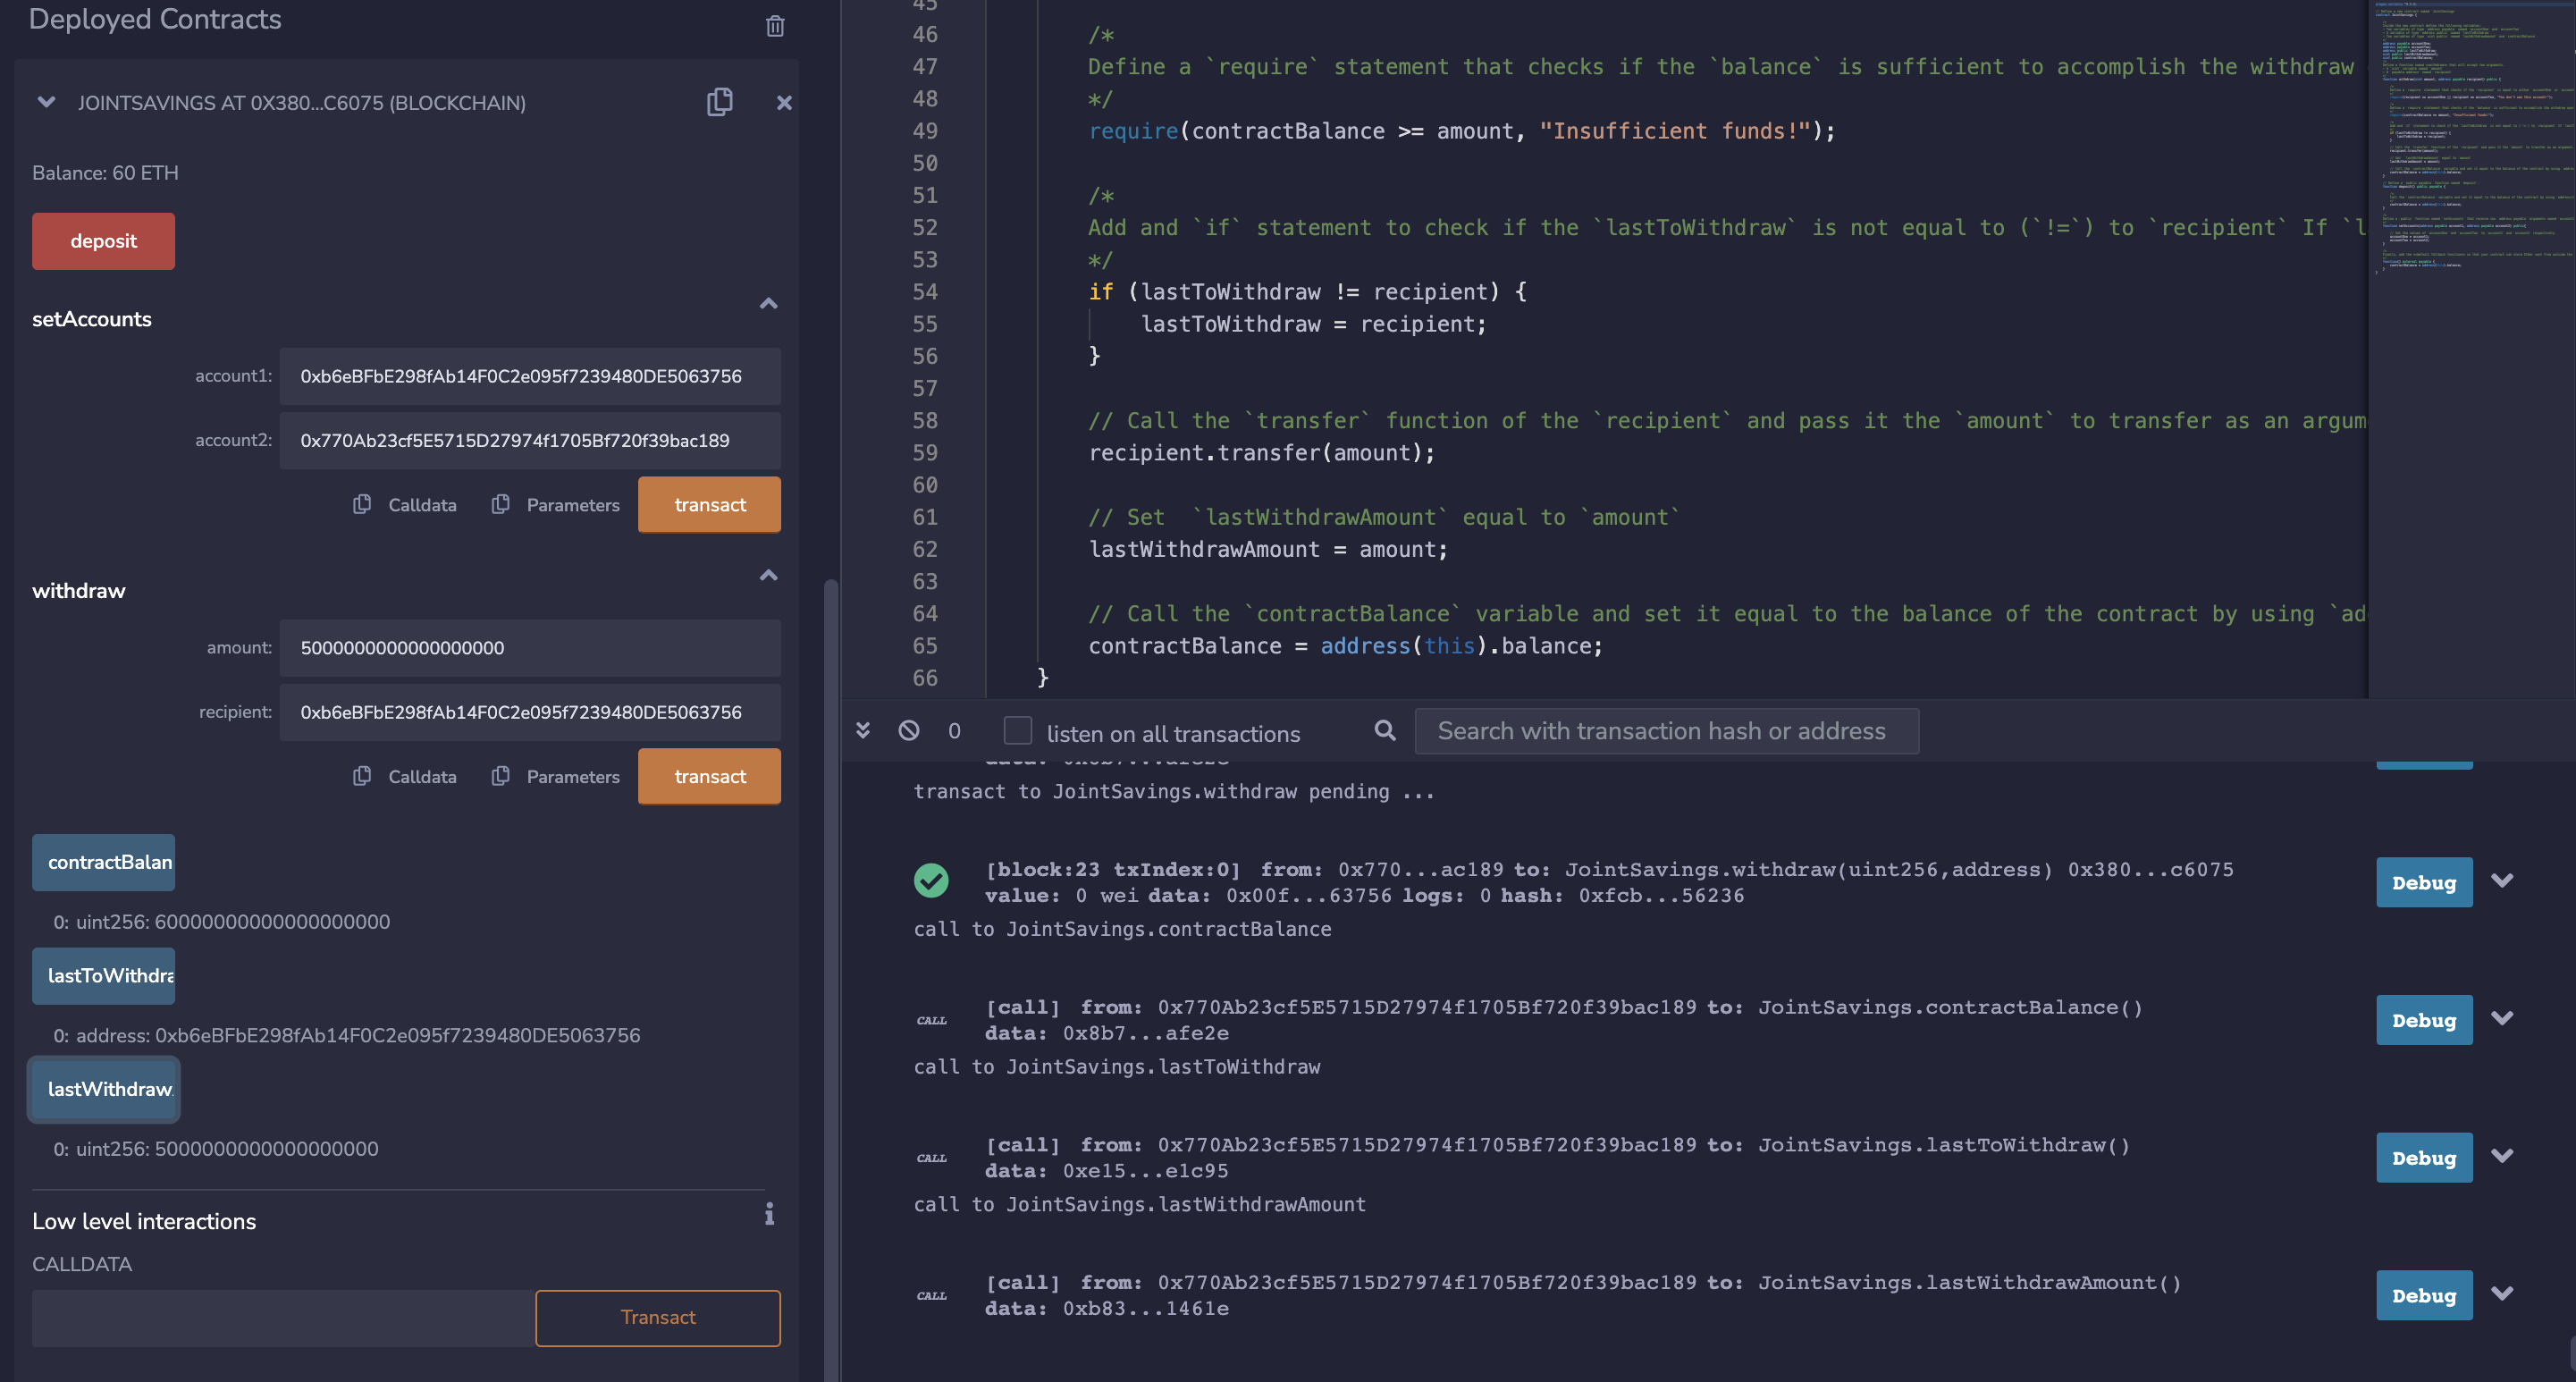 Deployed Contracts
JOINTSAVINGS AT 0X380...C6075 (BLOCKCHAIN)
Balance: 60 ETH
deposit
setAccounts
account1: 0xb6eBFbE298fAb14F0C2e095f7239480DE5063756
account2: 0x770Ab23cf5E5715D27974f1705Bf720f39bac189
Calldata Parameters transact
withdraw
amount: 5000000000000000000
recipient: 0xb6eBFbE298fAb14F0C2e095f7239480DE5063756
Calldata Parameters transact
contractBalan
0: uint256: 60000000000000000000
lastToWithdra
0: address: 0xb6eBFbE298fAb14F0C2e095f7239480DE5063756
lastWithdraw
0: uint256: 5000000000000000000
Low level interactions
CALLDATA
Transact
45
46 /*
47 Define a `require` statement that checks if the `balance` is sufficient to accomplish the withdraw
48 */
49 require(contractBalance >= amount, "Insufficient funds!");
50
51 /*
52 Add and `if` statement to check if the `lastToWithdraw` is not equal to (`!=`) to `recipient` If `l
53 */
54 if (lastToWithdraw != recipient) {
55 lastToWithdraw = recipient;
56 }
57
58 // Call the `transfer` function of the `recipient` and pass it the `amount` to transfer as an argum
59 recipient.transfer(amount);
60
61 // Set  `lastWithdrawAmount` equal to `amount`
62 lastWithdrawAmount = amount;
63
64 // Call the `contractBalance` variable and set it equal to the balance of the contract by using `ad
65 contractBalance = address(this).balance;
66 }
0 listen on all transactions Search with transaction hash or address
transact to JointSavings.withdraw pending ...
[block:23 txIndex:0] from: 0x770...ac189 to: JointSavings.withdraw(uint256,address) 0x380...c6075
value: 0 wei data: 0x00f...63756 logs: 0 hash: 0xfcb...56236
Debug
call to JointSavings.contractBalance
CALL [call] from: 0x770Ab23cf5E5715D27974f1705Bf720f39bac189 to: JointSavings.contractBalance()
data: 0x8b7...afe2e
Debug
call to JointSavings.lastToWithdraw
CALL [call] from: 0x770Ab23cf5E5715D27974f1705Bf720f39bac189 to: JointSavings.lastToWithdraw()
data: 0xe15...e1c95
Debug
call to JointSavings.lastWithdrawAmount
CALL [call] from: 0x770Ab23cf5E5715D27974f1705Bf720f39bac189 to: JointSavings.lastWithdrawAmount()
data: 0xb83...1461e
Debug